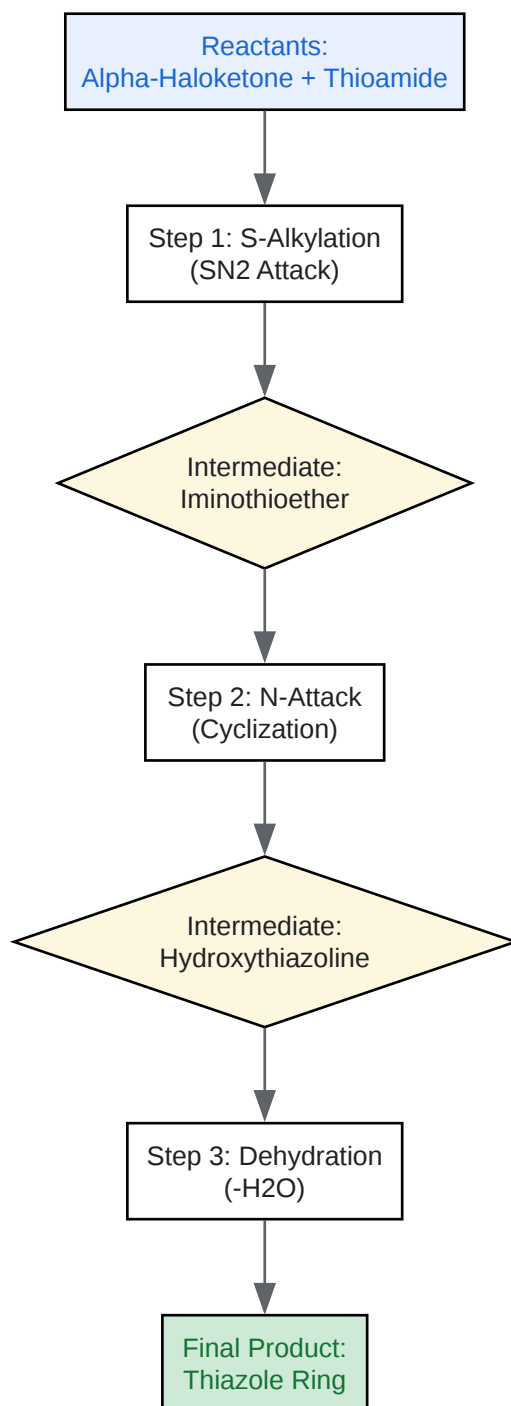 Reactants:
Alpha-Haloketone + Thioamide
Step 1: S-Alkylation
(SN2 Attack)
Intermediate:
Iminothioether
Step 2: N-Attack
(Cyclization)
Intermediate:
Hydroxythiazoline
Step 3: Dehydration
(-H2O)
Final Product:
Thiazole Ring